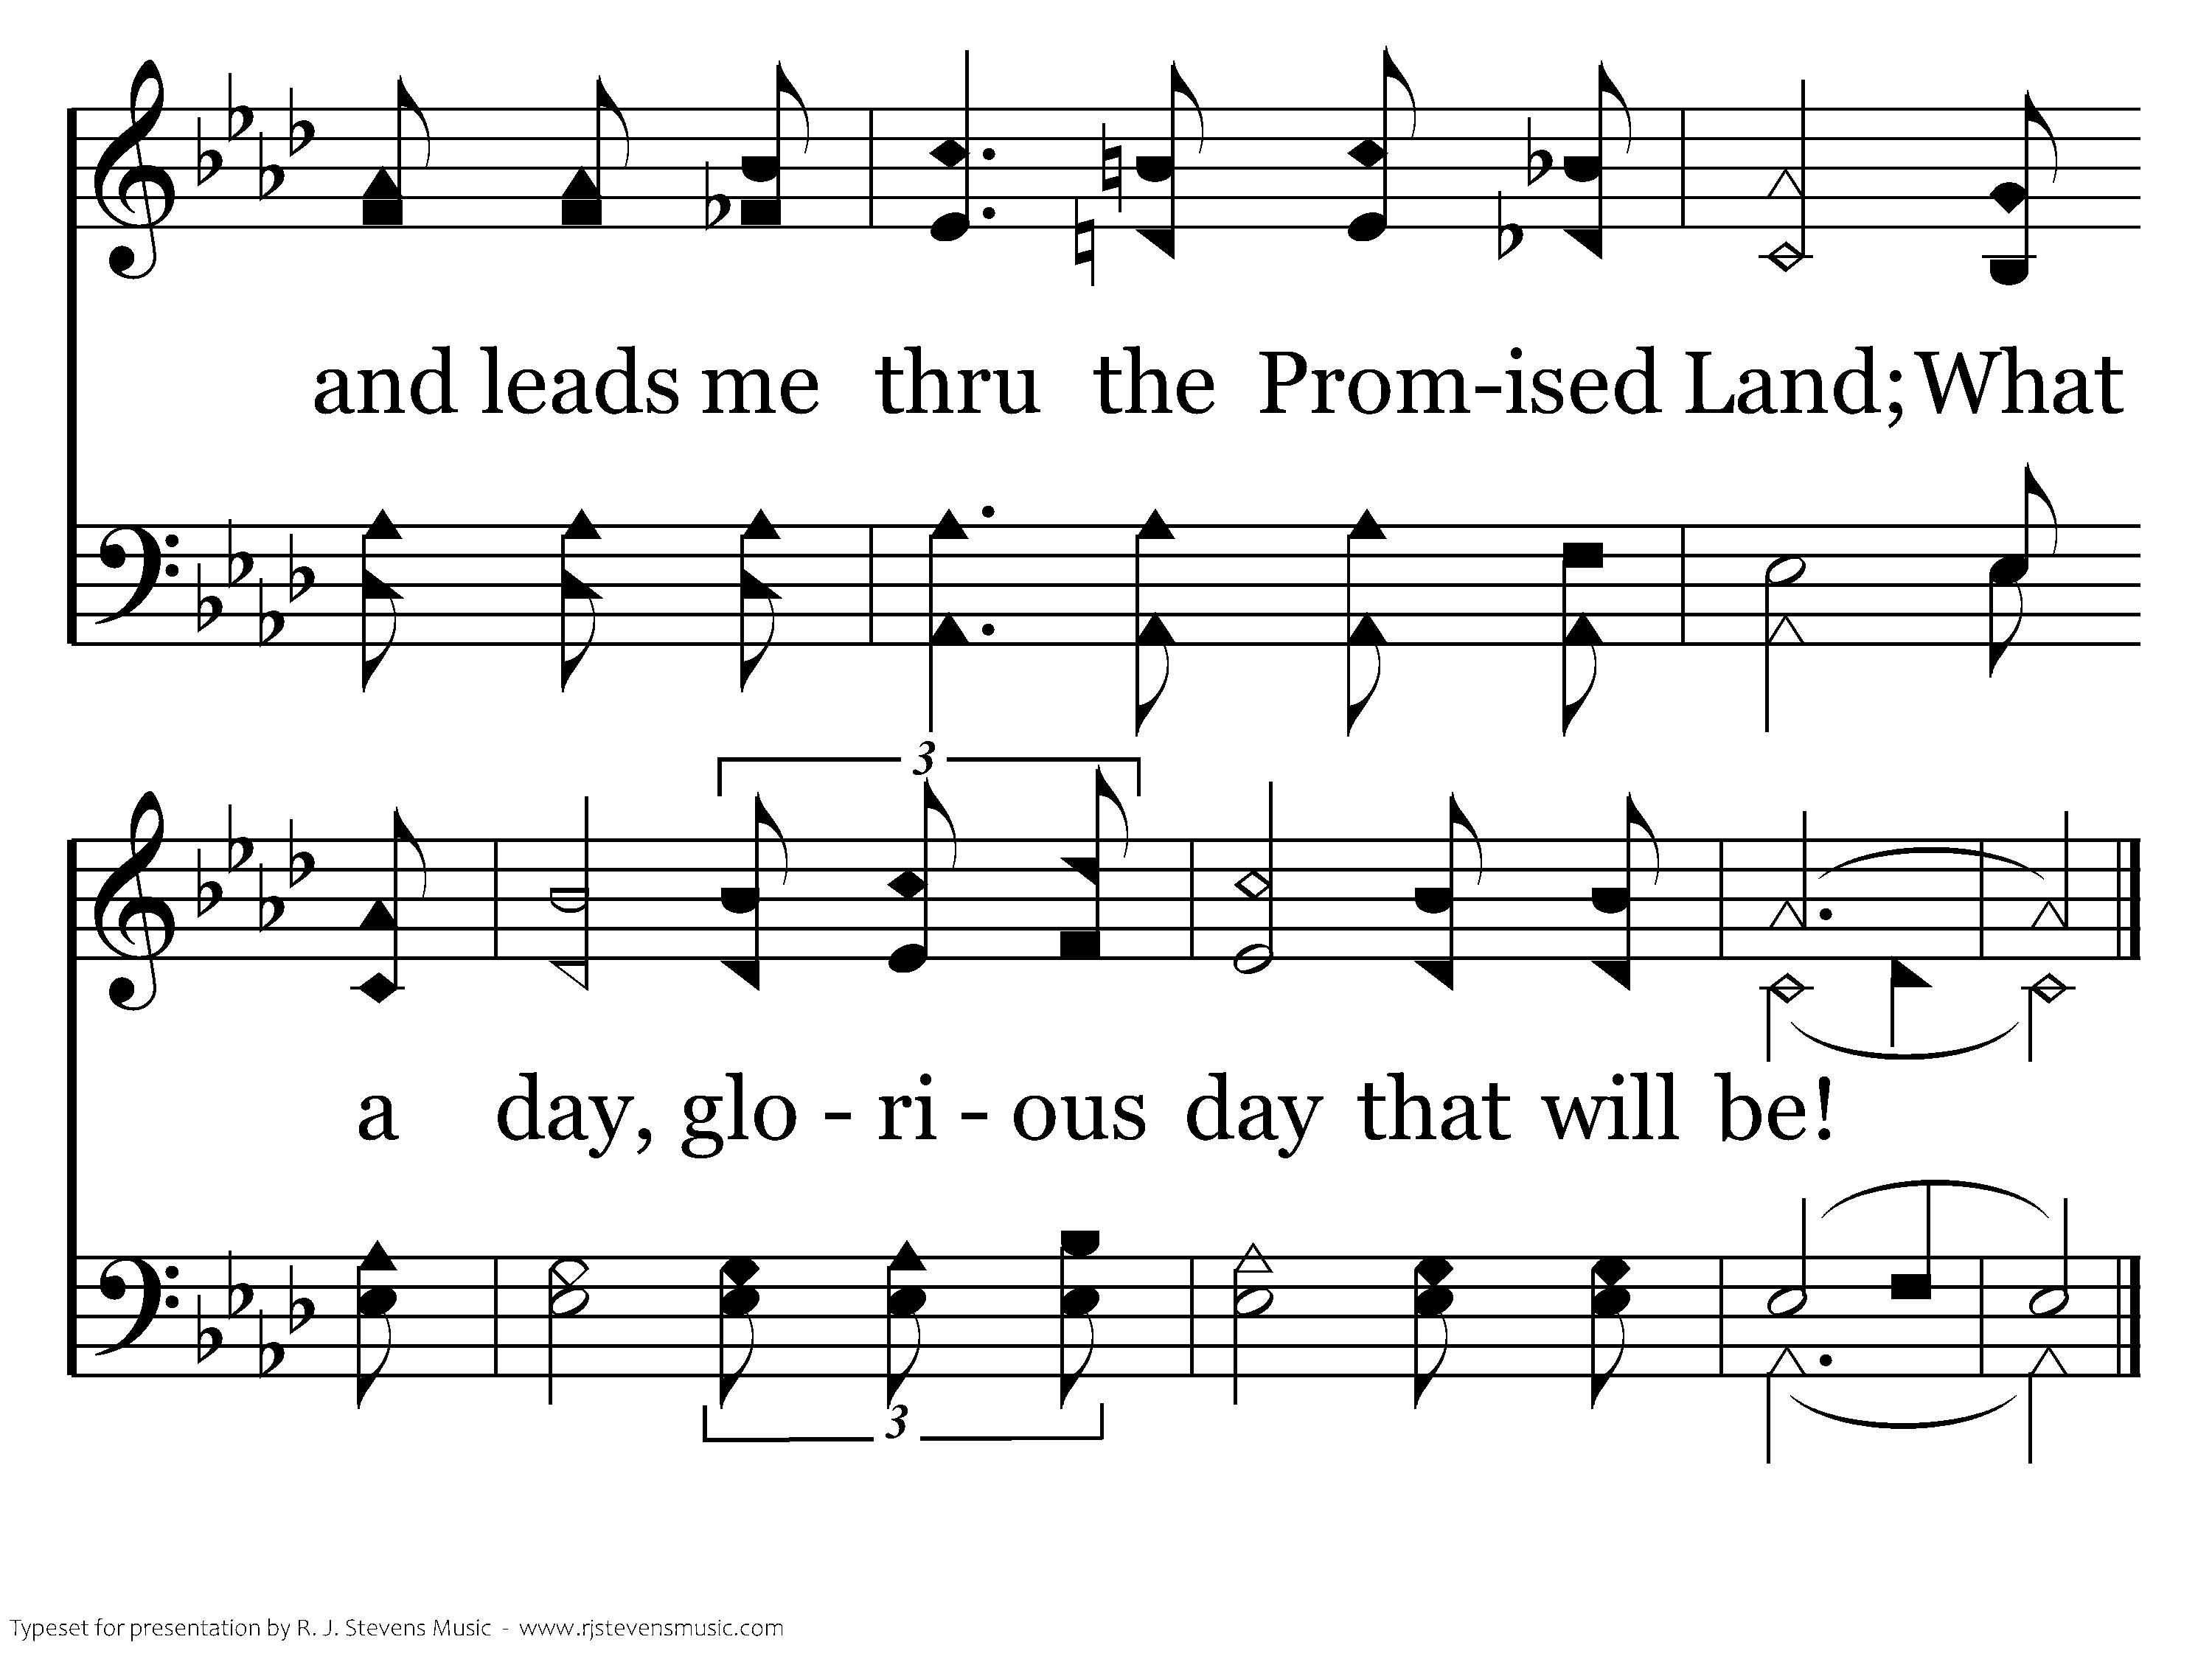 and leads me thru the Prom-ised Land; What
3
a day, glo - ri - ous day that will be!
3
Typeset for presentation by R. J. Stevens Music - www.rjstevensmusic.com